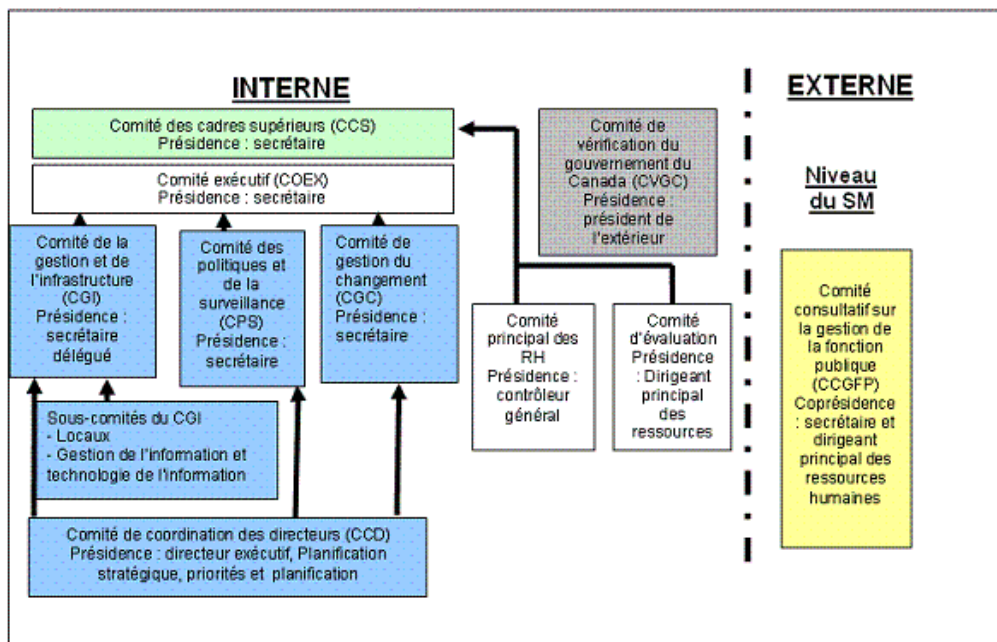 INTERNE
Comité des cadres supérieurs (CCS)
Présidence : secrétaire
Comité exécutif (COEX)
Présidence : secrétaire
Comité de la
gestion et de
l'infrastructure
(CGI)
Présidence :
secrétaire
délégué
Comité des
politiques et
de la
surveillance
(CPS)
Présidence :
secrétaire
Comité de
gestion du
changement
(CGC)
Présidence :
secrétaire
Comité de
vérification du
gouvernement du
Canada (CVGC)
Présidence :
président de
l'extérieur
Comité
principal des
RH
Présidence :
contrôleur
général
Comité
d'évaluation
Présidence
: Dirigeant
principal
des
ressources
Sous-comités du CGI
- Locaux
- Gestion de l'information et
technologie de l'information
Comité de coordination des directeurs (CCD)
Présidence : directeur exécutif, Planification
stratégique, priorités et planification
EXTERNE
Niveau
du SM
Comité
consultatif sur
la gestion de
la fonction
publique
(CCGFP)
Coprésidence
: secrétaire et
dirigeant
principal des
ressources
humaines